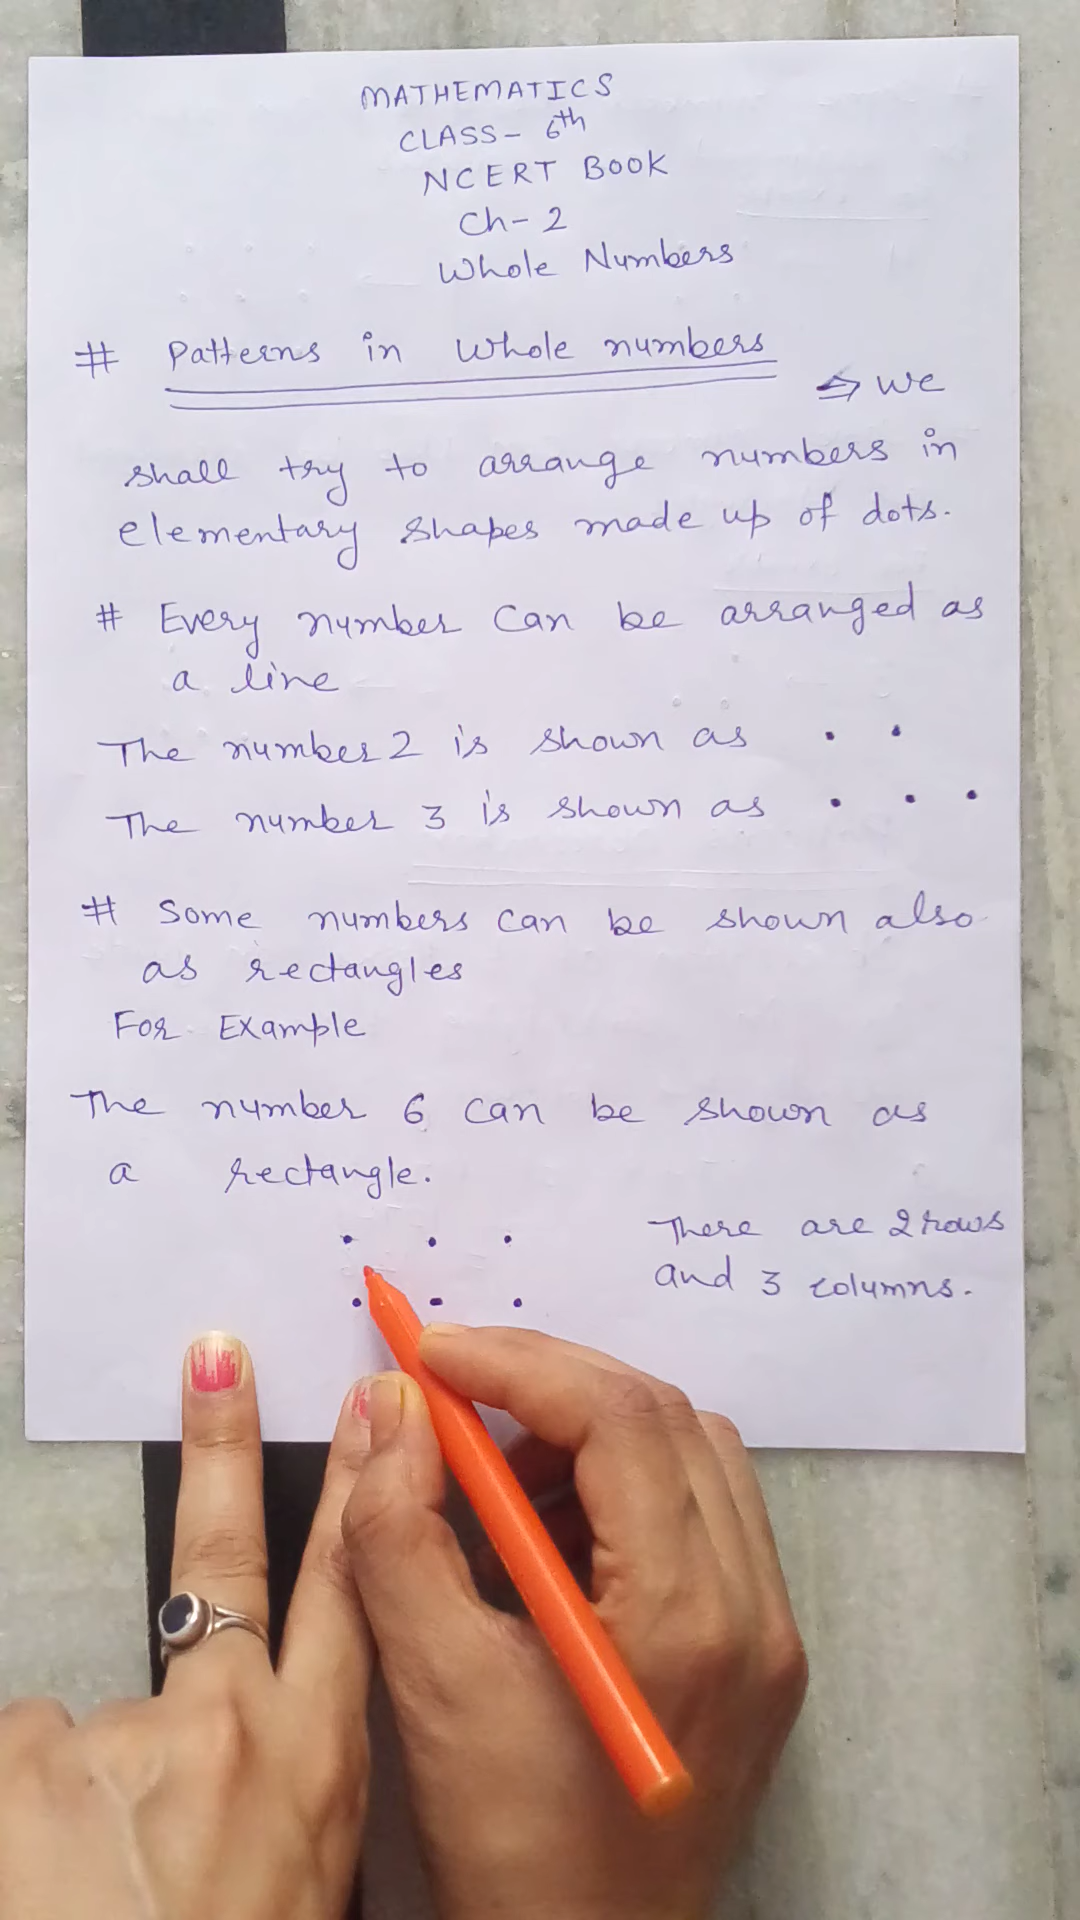 MATHEMATICS
CLASS- 6th
NCERT BOOK
Ch- 2
Whole Numbers
# Patterns in Whole numbers
⇒ We
shall try to arrange numbers in
elementary shapes made up of dots.
# Every number can be arranged as
a line
The number 2 is shown as . .
The number 3 is shown as . . .
# Some numbers can be shown also
as rectangles
For Example
The number 6 can be shown as
a rectangle.
There are 2 rows
and 3 columns.